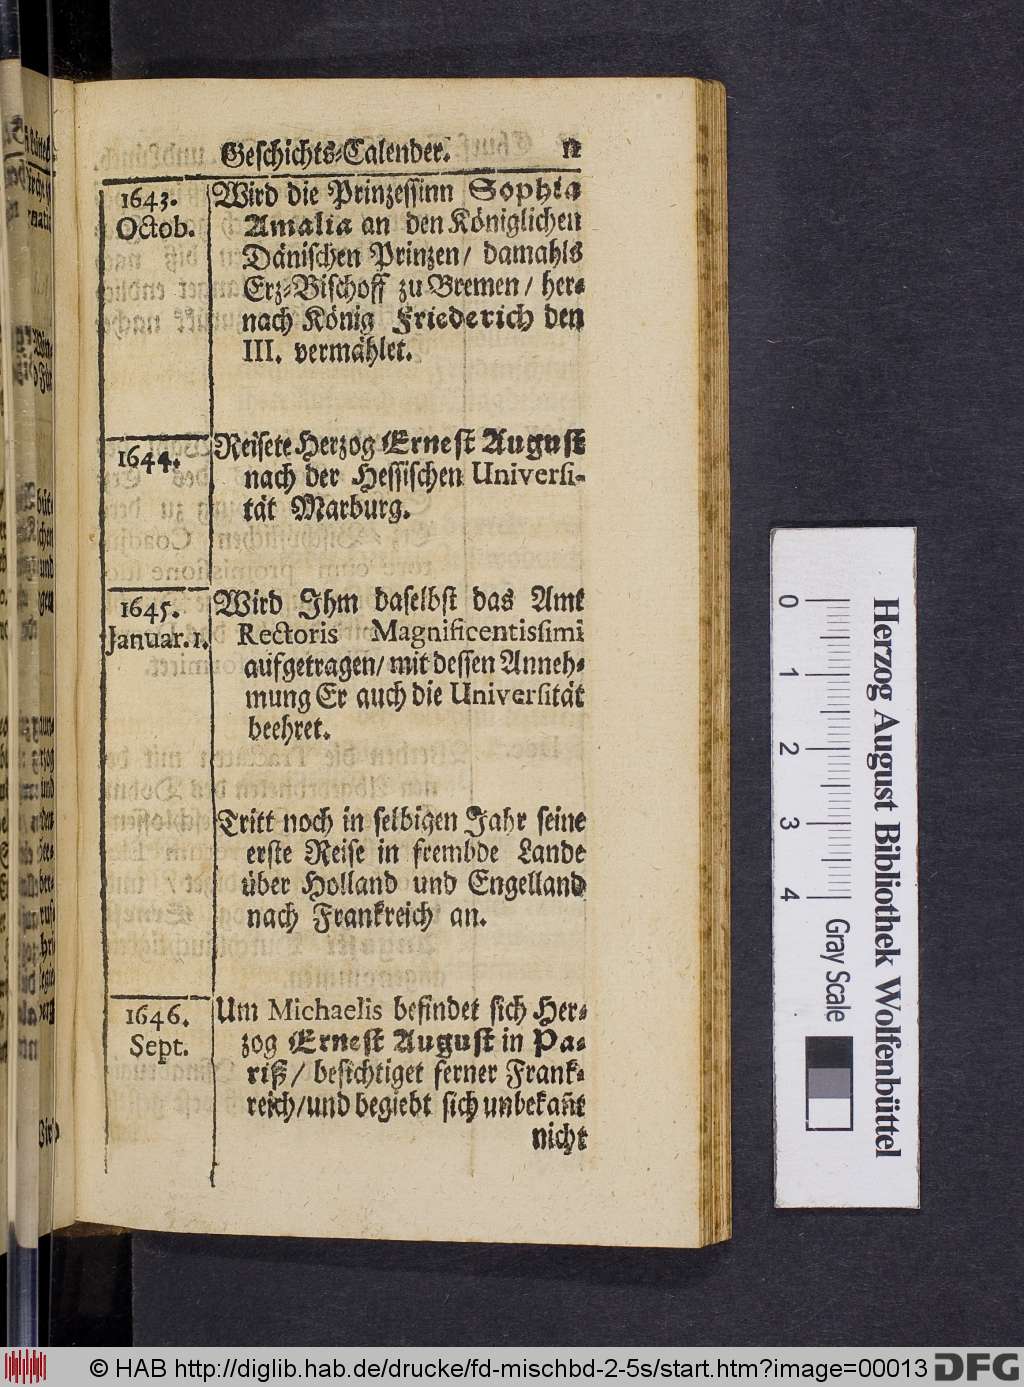 Geschichts-Calender. 11
1643.
Octob.
Wird die Prinzessinn Sophia
Amalia an den Königlichen
Dänischen Prinzen/ damahls
Erz-Bischoff zu Bremen/ her-
nach König Friederich den
III. vermählet.
1644.
Reisete Herzog Ernest August
nach der Hessischen Universi-
tät Marburg.
1645.
Januar. 1.
Wird Ihm daselbst das Amt
Rectoris Magnificentissimi
aufgetragen/ mit dessen Anneh-
mung Er auch die Universität
beehret.
Tritt noch in selbigen Jahr seine
erste Reise in frembde Lande
über Holland und Engelland
nach Frankreich an.
1646.
Sept.
Um Michaelis befindet sich Her-
zog Ernest August in Pa-
riß/ besichtiget ferner Frank-
reich/ und begiebt sich unbekañt
nicht
0 1 2 3 4
Gray Scale
Herzog August Bibliothek Wolfenbüttel
© HAB http://diglib.hab.de/drucke/fd-mischbd-2-5s/start.htm?image=00013
DFG